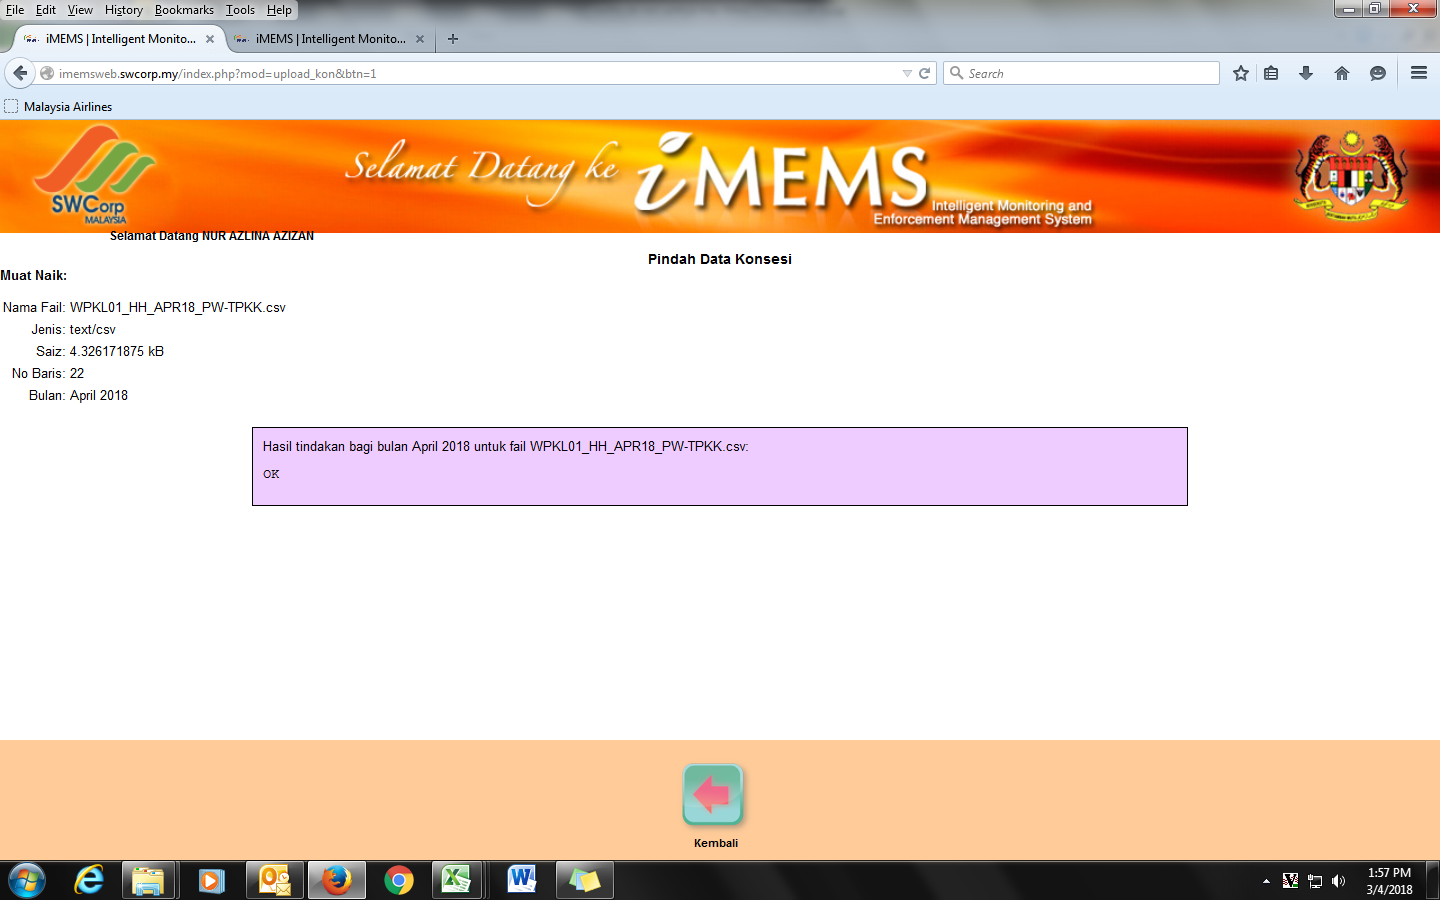 File Edit View History Bookmarks Tools Help
iMEMS | Intelligent Monito... × iMEMS | Intelligent Monito... × +
imemsweb.swcorp.my/index.php?mod=upload_kon&btn=1 Search
Malaysia Airlines
SWCorp
MALAYSIA
Selamat Datang ke iMEMS
Intelligent Monitoring and
Enforcement Management System
Selamat Datang NUR AZLINA AZIZAN
Pindah Data Konsesi
Muat Naik:
Nama Fail: WPKL01_HH_APR18_PW-TPKK.csv
Jenis: text/csv
Saiz: 4.326171875 kB
No Baris: 22
Bulan: April 2018
Hasil tindakan bagi bulan April 2018 untuk fail WPKL01_HH_APR18_PW-TPKK.csv:
OK
Kembali
1:57 PM
3/4/2018